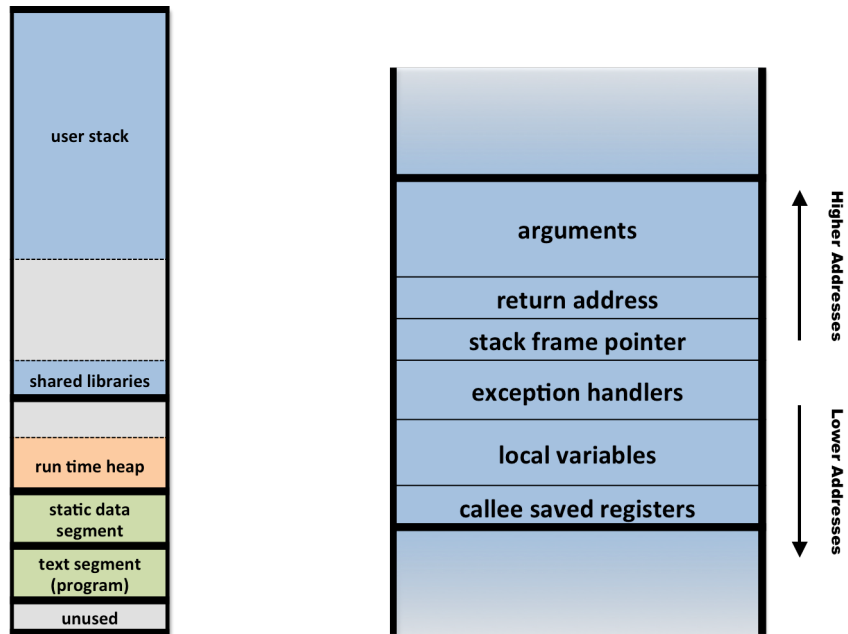 user stack
shared libraries
run time heap
static data
segment
text segment
(program)
unused
arguments
return address
stack frame pointer
exception handlers
local variables
callee saved registers
Higher Addresses
Lower Addresses